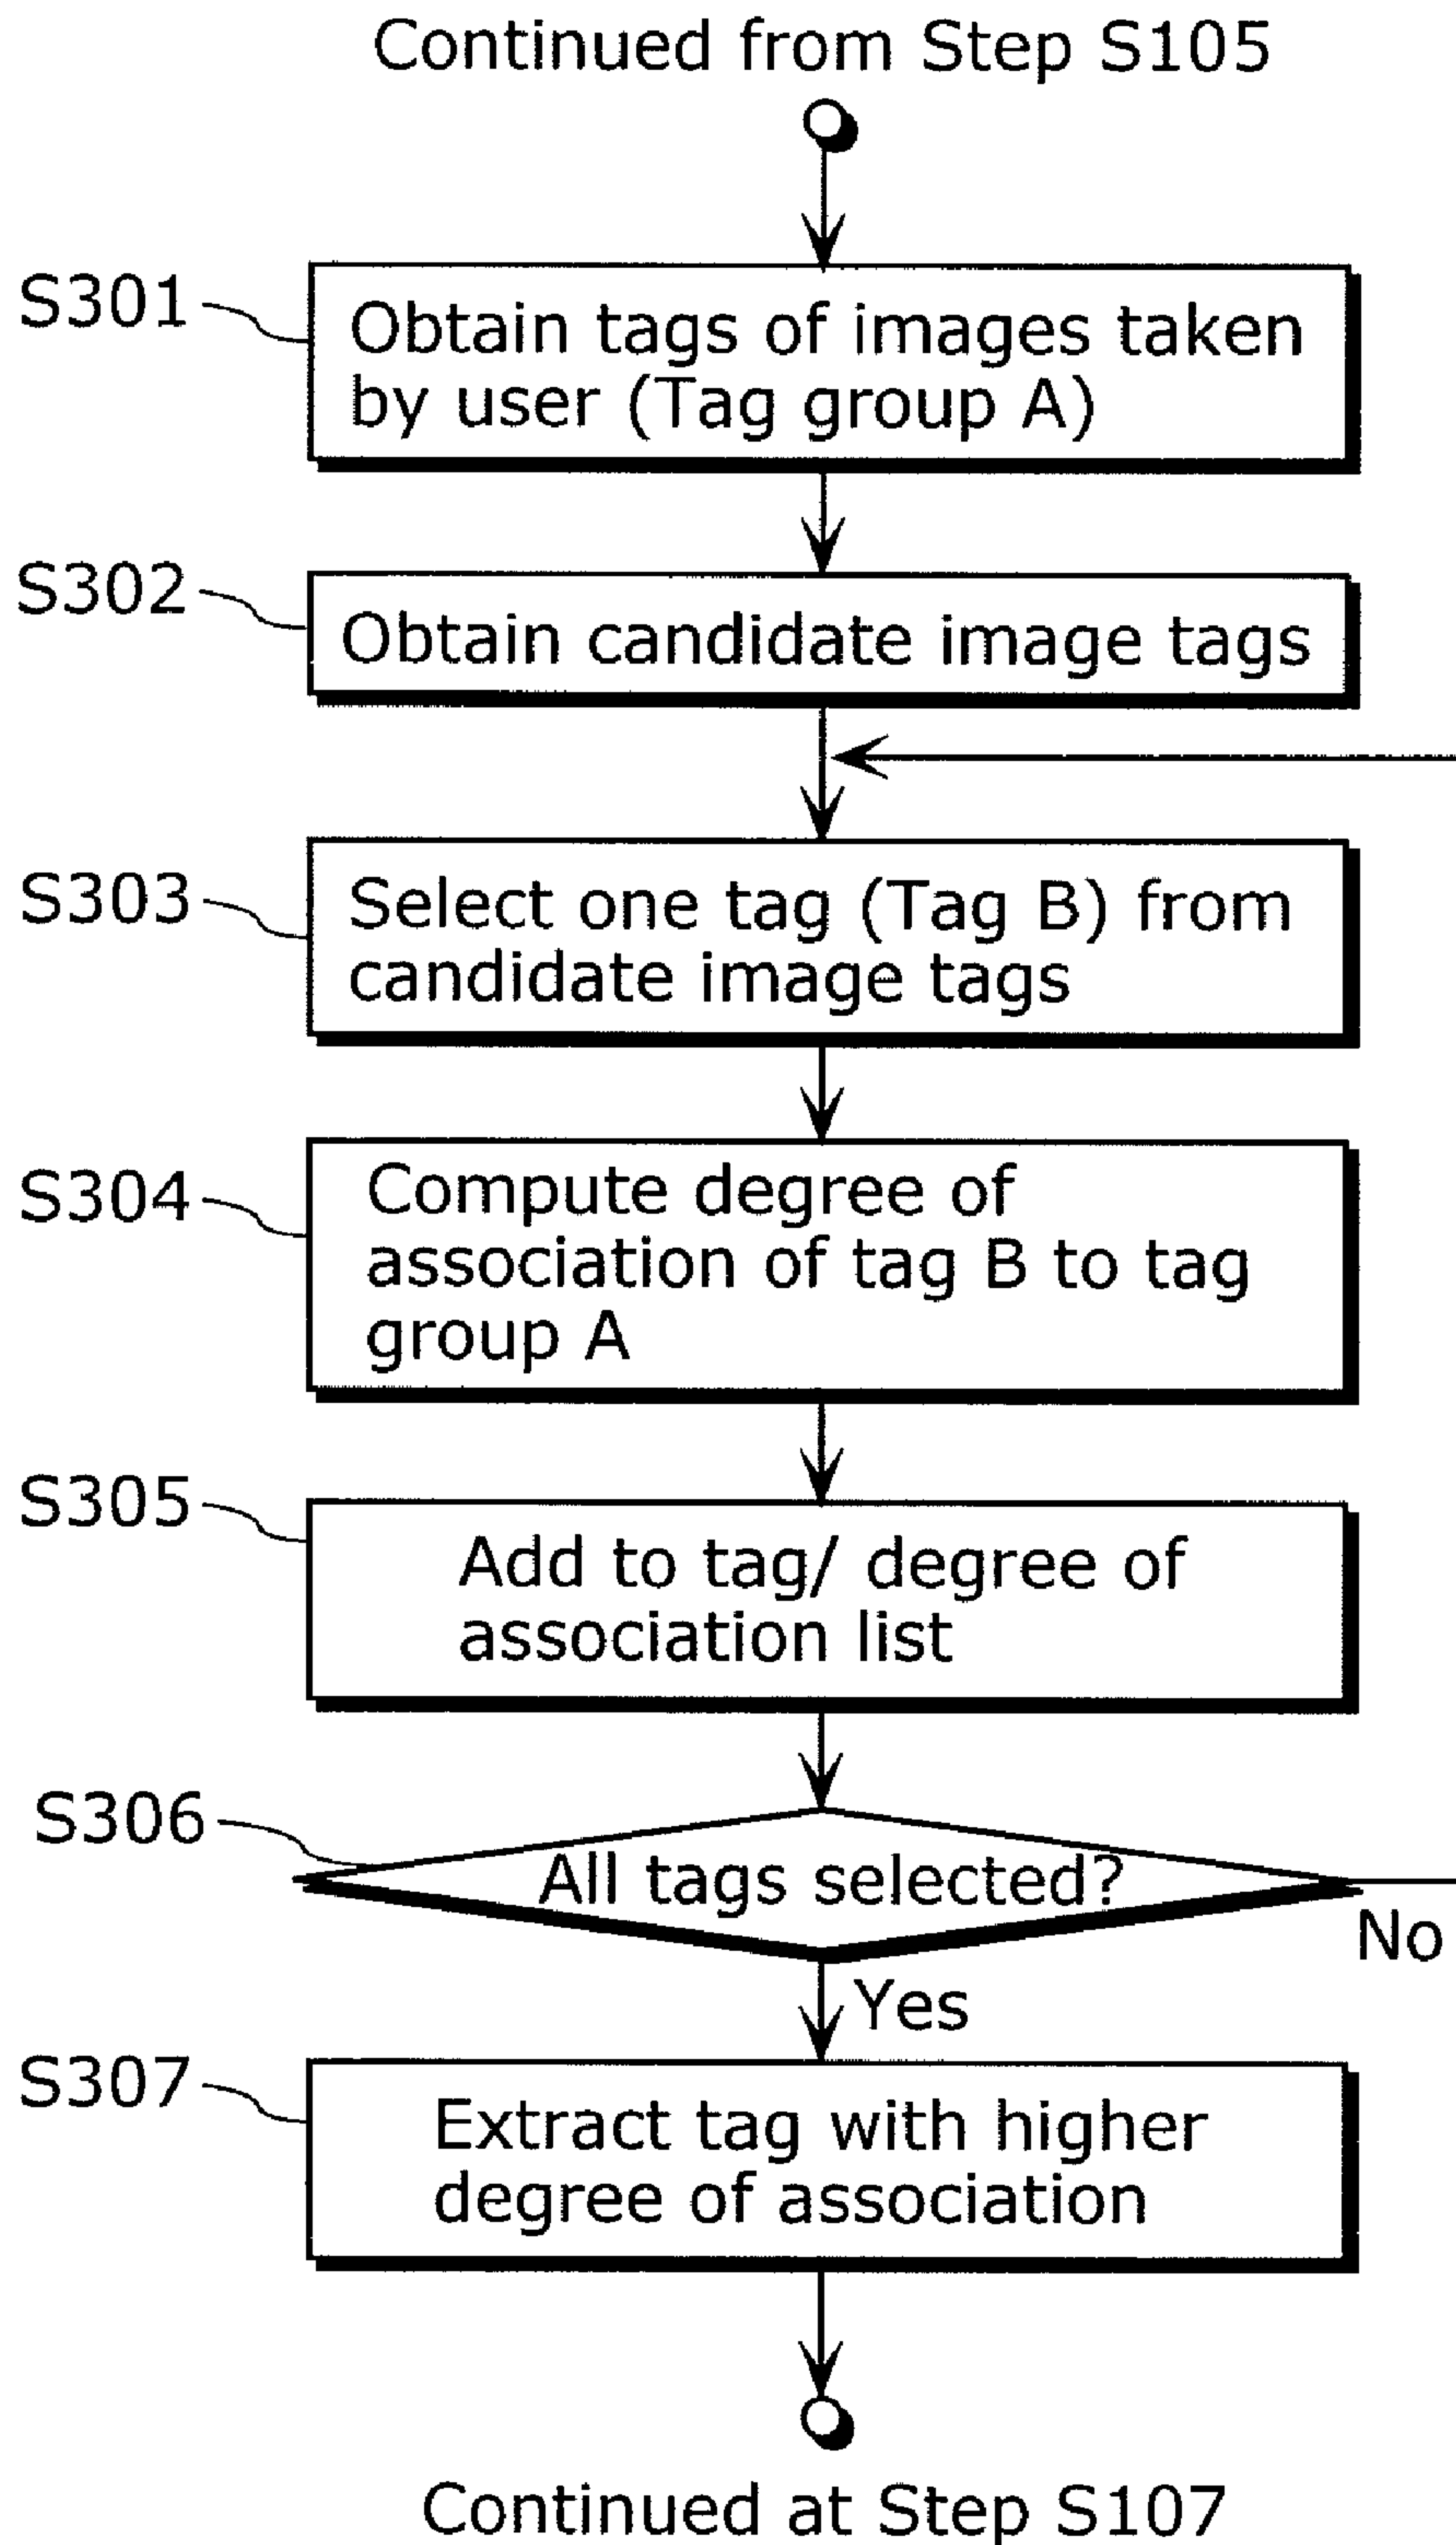 Continued from Step S105
S301
Obtain tags of images taken
by user (Tag group A)
S302
Obtain candidate image tags
S303
Select one tag (Tag B) from
candidate image tags
S304
Compute degree of
association of tag B to tag
group A
S305
Add to tag/ degree of
association list
S306
All tags selected?
No
Yes
S307
Extract tag with higher
degree of association
Continued at Step S107